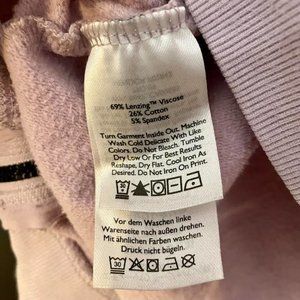 69% Lenzing™ Viscose
26% Cotton
5% Spandex
Turn Garment Inside Out. Machine
Wash Cold Delicate With Like
Colors. Do Not Bleach. Tumble
Dry Low Or For Best Results
Reshape, Dry Flat. Cool Iron As
Desired. Do Not Iron On Print.
30
Vor dem Waschen linke
Warenseite nach außen drehen.
Mit ähnlichen Farben waschen.
Druck nicht bügeln.
30